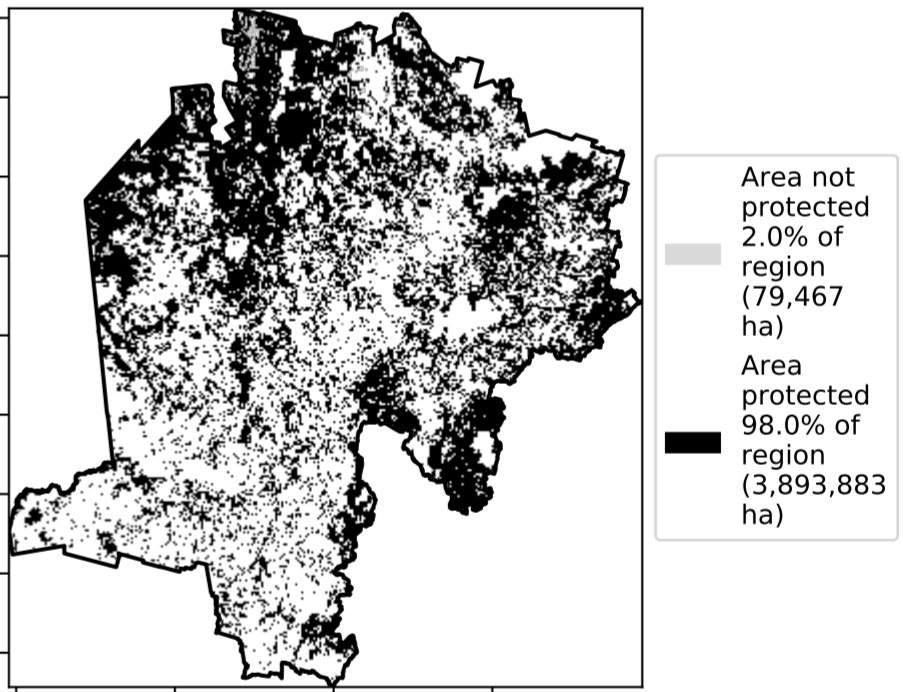 Area not
protected
2.0% of
region
(79,467
ha)
Area
protected
98.0% of
region
(3,893,883
ha)